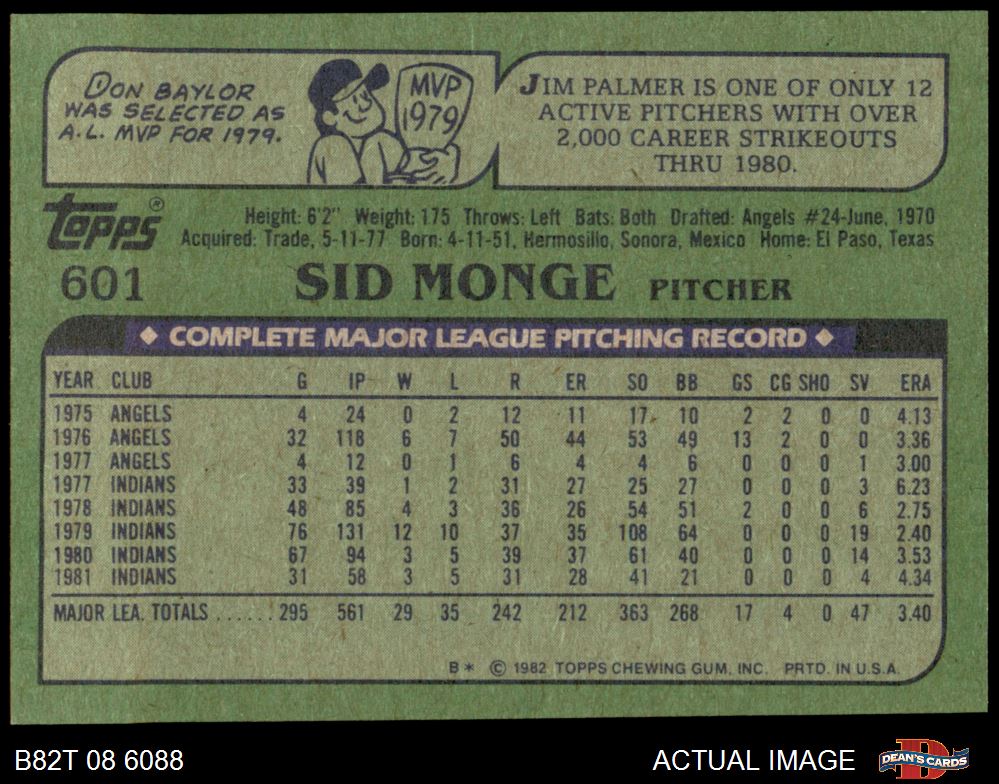 Don Baylor
was selected as
A.L. MVP for 1979.
MVP
1979
JIM PALMER IS ONE OF ONLY 12
ACTIVE PITCHERS WITH OVER
2,000 CAREER STRIKEOUTS
THRU 1980.
topps®
Height: 6'2" Weight: 175 Throws: Left Bats: Both Drafted: Angels #24-June, 1970
Acquired: Trade, 5-11-77 Born: 4-11-51, Hermosillo, Sonora, Mexico Home: El Paso, Texas
601 SID MONGE PITCHER
◆ COMPLETE MAJOR LEAGUE PITCHING RECORD ◆
YEAR CLUB G IP W L R ER SO BB GS CG SHO SV ERA
1975 ANGELS 4 24 0 2 12 11 17 10 2 2 0 0 4.13
1976 ANGELS 32 118 6 7 50 44 53 49 13 2 0 0 3.36
1977 ANGELS 4 12 0 1 6 4 4 6 0 0 0 1 3.00
1977 INDIANS 33 39 1 2 31 27 25 27 0 0 0 3 6.23
1978 INDIANS 48 85 4 3 36 26 54 51 2 0 0 6 2.75
1979 INDIANS 76 131 12 10 37 35 108 64 0 0 0 19 2.40
1980 INDIANS 67 94 3 5 39 37 61 40 0 0 0 14 3.53
1981 INDIANS 31 58 3 5 31 28 41 21 0 0 0 4 4.34
MAJOR LEA. TOTALS ...... 295 561 29 35 242 212 363 268 17 4 0 47 3.40
B* © 1982 TOPPS CHEWING GUM, INC. PRTD. IN U.S.A.
B82T 08 6088 ACTUAL IMAGE
D
DEAN'S CARDS